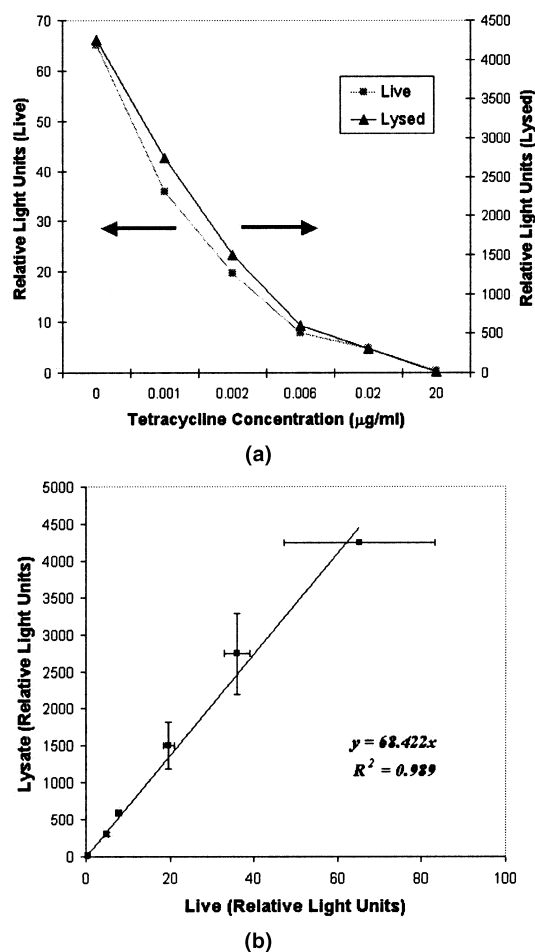 70
60
50
40
30
20
10
0
Relative Light Units (Live)
4500
4000
3500
3000
2500
2000
1500
1000
500
0
Relative Light Units (Lysed)
Live
Lysed
0 0.001 0.002 0.006 0.02 20
Tetracycline Concentration (µg/ml)
(a)
5000
4500
4000
3500
3000
2500
2000
1500
1000
500
0
Lysate (Relative Light Units)
y = 68.422x
R² = 0.989
0 20 40 60 80 100
Live (Relative Light Units)
(b)